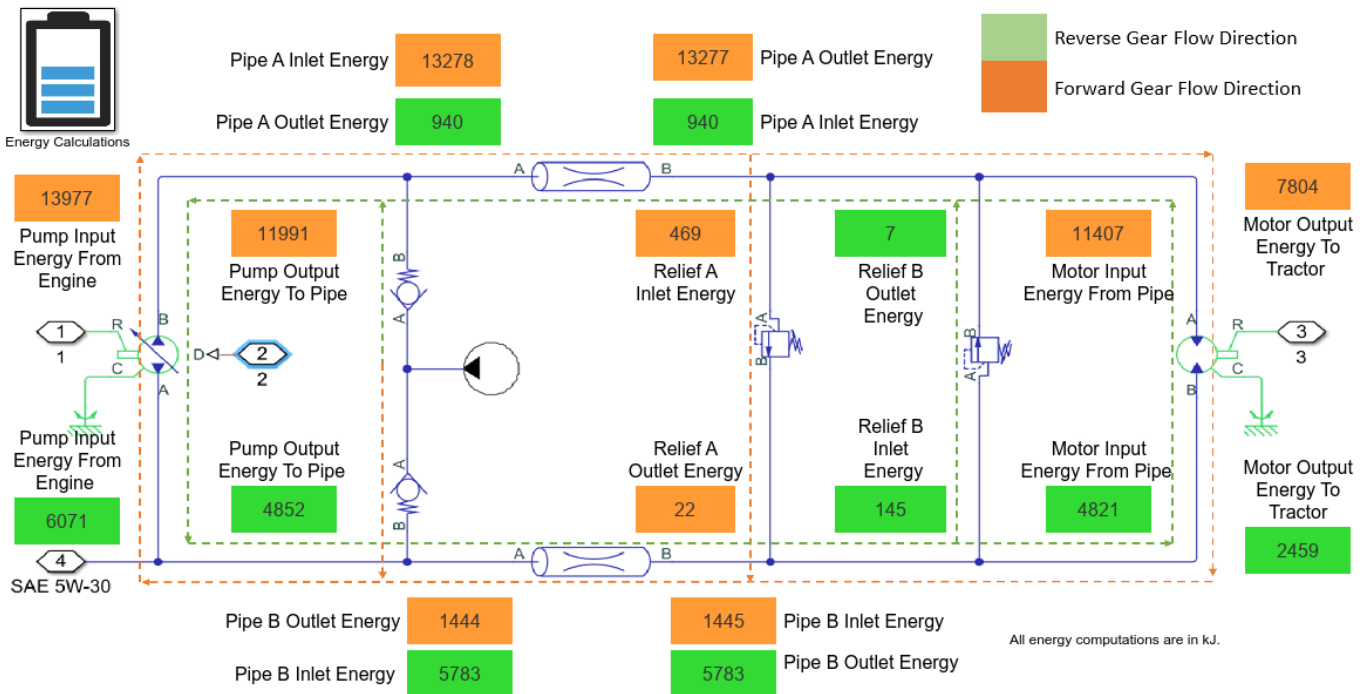 Pipe A Inlet Energy
13278
13277
Pipe A Outlet Energy
Reverse Gear Flow Direction
Forward Gear Flow Direction
Pipe A Outlet Energy
940
940
Pipe A Inlet Energy
Energy Calculations
A
B
13977
Pump Input
Energy From
Engine
11991
Pump Output
Energy To Pipe
469
Relief A
Inlet Energy
7
Relief B
Outlet
Energy
11407
Motor Input
Energy From Pipe
7804
Motor Output
Energy To
Tractor
B
A
1
1
R
B
C
A
D
2
2
A
B
B
A
A
B
R
C
3
3
Pump Input
Energy From
Engine
6071
Pump Output
Energy To Pipe
4852
A
B
Relief A
Outlet Energy
22
Relief B
Inlet
Energy
145
Motor Input
Energy From Pipe
4821
Motor Output
Energy To
Tractor
2459
4
SAE 5W-30
A
B
Pipe B Outlet Energy
1444
1445
Pipe B Inlet Energy
Pipe B Inlet Energy
5783
5783
Pipe B Outlet Energy
All energy computations are in kJ.